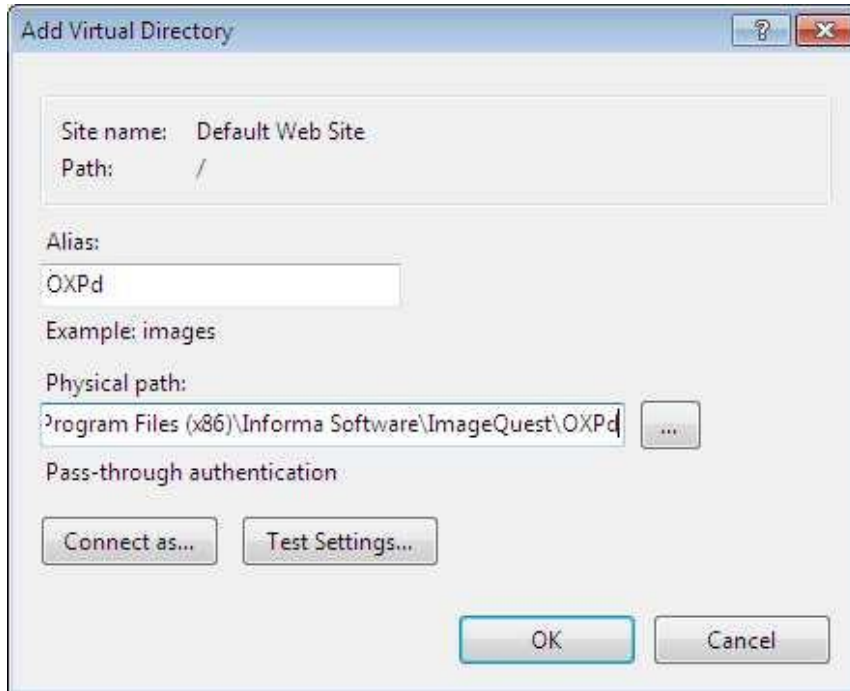 Add Virtual Directory
?
Site name: Default Web Site
Path: /
Alias:
OXPd
Example: images
Physical path:
Program Files (x86)\Informa Software\ImageQuest\OXPd
...
Pass-through authentication
Connect as... Test Settings...
OK Cancel